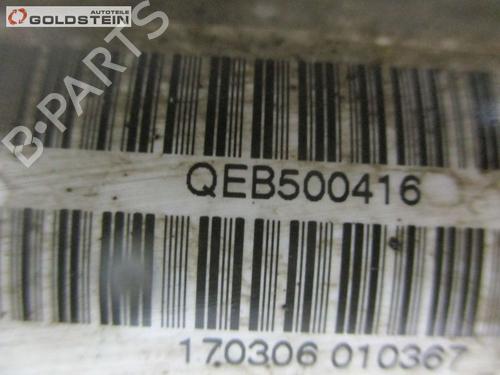 AUTOTEILE
GOLDSTEIN
B-PARTS
QEB500416
170306 010367